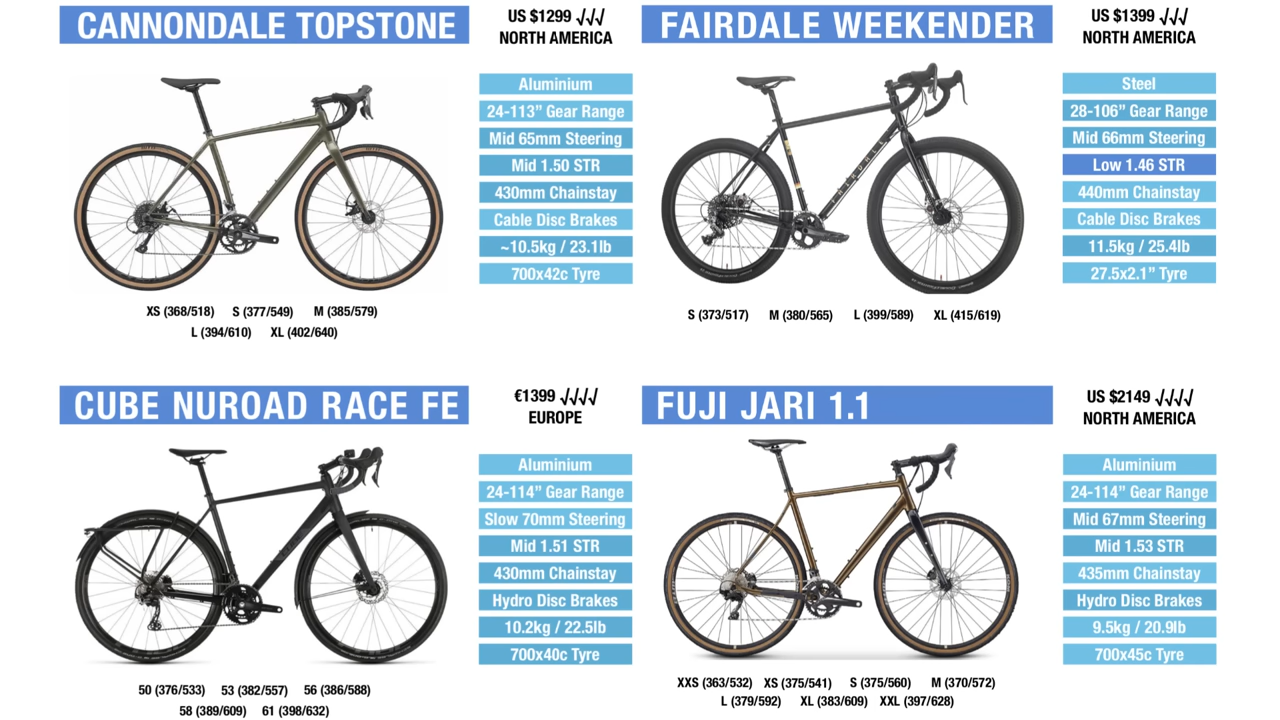 CANNONDALE TOPSTONE
US $1299 ✓✓✓
NORTH AMERICA
Aluminium
24-113” Gear Range
Mid 65mm Steering
Mid 1.50 STR
430mm Chainstay
Cable Disc Brakes
~10.5kg / 23.1lb
700x42c Tyre
XS (368/518) S (377/549) M (385/579)
L (394/610) XL (402/640)
FAIRDALE WEEKENDER
US $1399 ✓✓✓
NORTH AMERICA
Steel
28-106” Gear Range
Mid 66mm Steering
Low 1.46 STR
440mm Chainstay
Cable Disc Brakes
11.5kg / 25.4lb
27.5x2.1” Tyre
S (373/517) M (380/565) L (399/589) XL (415/619)
CUBE NUROAD RACE FE
€1399 ✓✓✓✓
EUROPE
Aluminium
24-114” Gear Range
Slow 70mm Steering
Mid 1.51 STR
430mm Chainstay
Hydro Disc Brakes
10.2kg / 22.5lb
700x40c Tyre
50 (376/533) 53 (382/557) 56 (386/588)
58 (389/609) 61 (398/632)
FUJI JARI 1.1
US $2149 ✓✓✓✓
NORTH AMERICA
Aluminium
24-114” Gear Range
Mid 67mm Steering
Mid 1.53 STR
435mm Chainstay
Hydro Disc Brakes
9.5kg / 20.9lb
700x45c Tyre
XXS (363/532) XS (375/541) S (375/560) M (370/572)
L (379/592) XL (383/609) XXL (397/628)